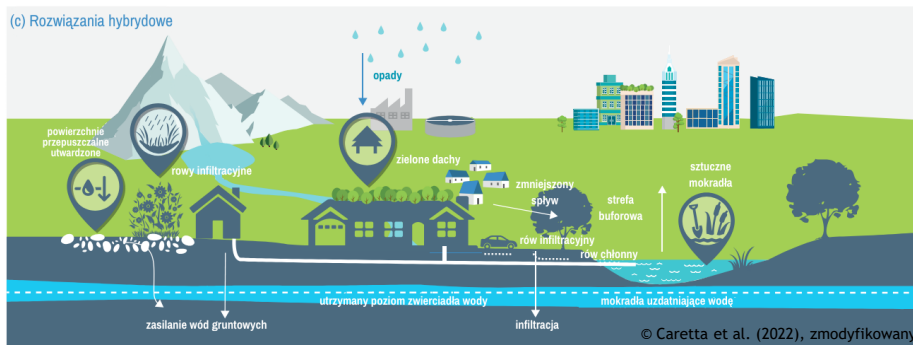 (c) Rozwiązania hybrydowe
opady
powierzchnie
przepuszczalne
utwardzone
rowy infiltracyjne
zielone dachy
zmniejszony
spływ
strefa
buforowa
sztuczne
mokradła
rów infiltracyjny
rów chłonny
utrzymany poziom zwierciadła wody
mokradła uzdatniające wodę
zasilanie wód gruntowych
infiltracja
© Caretta et al. (2022), zmodyfikowany